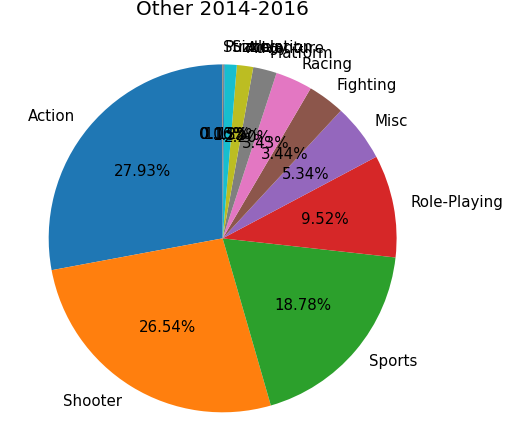 Other 2014-2016
Platform
Racing
Fighting
Misc
Role-Playing
Sports
Shooter
Action
3.43%
3.44%
5.34%
9.52%
18.78%
26.54%
27.93%